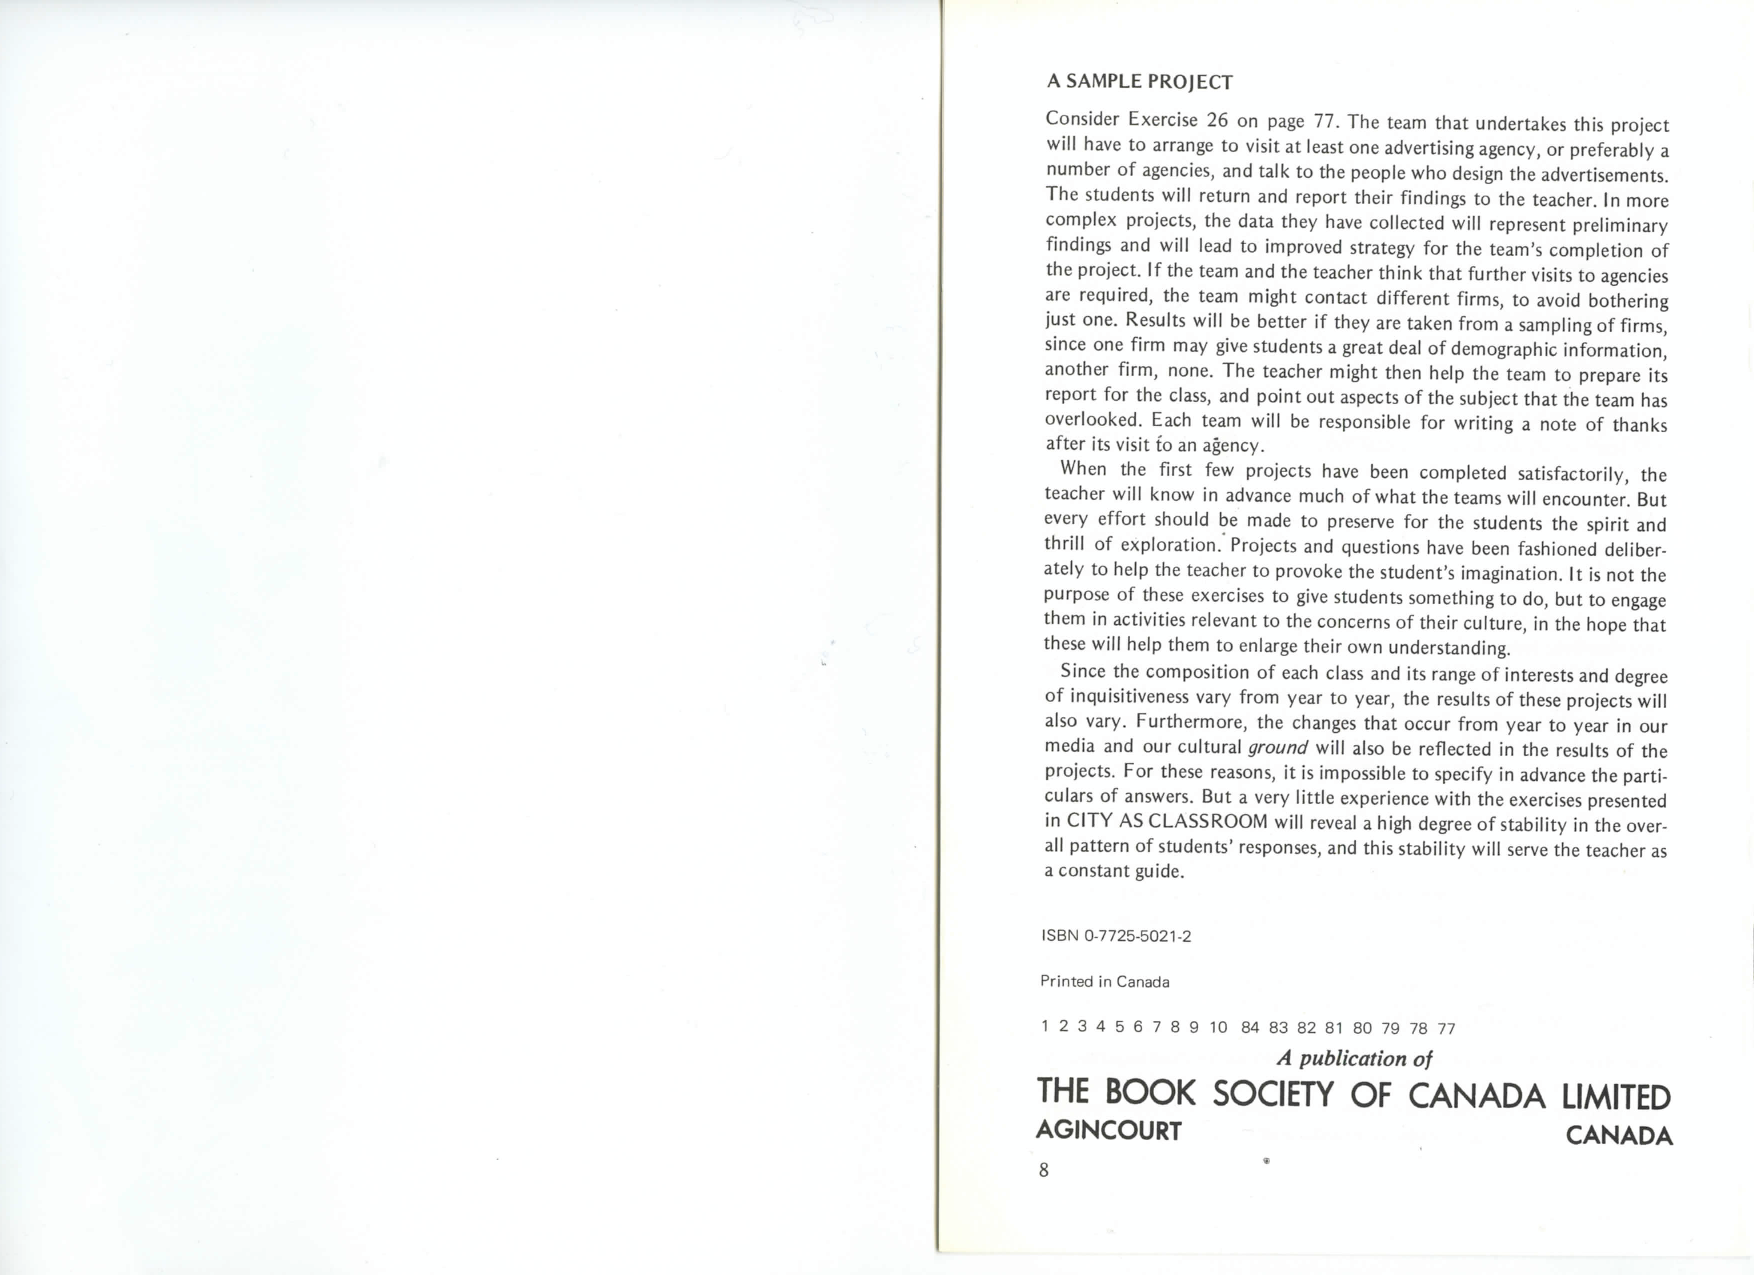 A SAMPLE PROJECT
Consider Exercise 26 on page 77. The team that undertakes this project
will have to arrange to visit at least one advertising agency, or preferably a
number of agencies, and talk to the people who design the advertisements.
The students will return and report their findings to the teacher. In more
complex projects, the data they have collected will represent preliminary
findings and will lead to improved strategy for the team's completion of
the project. If the team and the teacher think that further visits to agencies
are required, the team might contact different firms, to avoid bothering
just one. Results will be better if they are taken from a sampling of firms,
since one firm may give students a great deal of demographic information,
another firm, none. The teacher might then help the team to prepare its
report for the class, and point out aspects of the subject that the team has
overlooked. Each team will be responsible for writing a note of thanks
after its visit to an agency.
When the first few projects have been completed satisfactorily, the
teacher will know in advance much of what the teams will encounter. But
every effort should be made to preserve for the students the spirit and
thrill of exploration. Projects and questions have been fashioned deliber-
ately to help the teacher to provoke the student's imagination. It is not the
purpose of these exercises to give students something to do, but to engage
them in activities relevant to the concerns of their culture, in the hope that
these will help them to enlarge their own understanding.
Since the composition of each class and its range of interests and degree
of inquisitiveness vary from year to year, the results of these projects will
also vary. Furthermore, the changes that occur from year to year in our
media and our cultural ground will also be reflected in the results of the
projects. For these reasons, it is impossible to specify in advance the parti-
culars of answers. But a very little experience with the exercises presented
in CITY AS CLASSROOM will reveal a high degree of stability in the over-
all pattern of students' responses, and this stability will serve the teacher as
a constant guide.
ISBN 0-7725-5021-2
Printed in Canada
1 2 3 4 5 6 7 8 9 10 84 83 82 81 80 79 78 77
A publication of
THE BOOK SOCIETY OF CANADA LIMITED
AGINCOURT CANADA
8